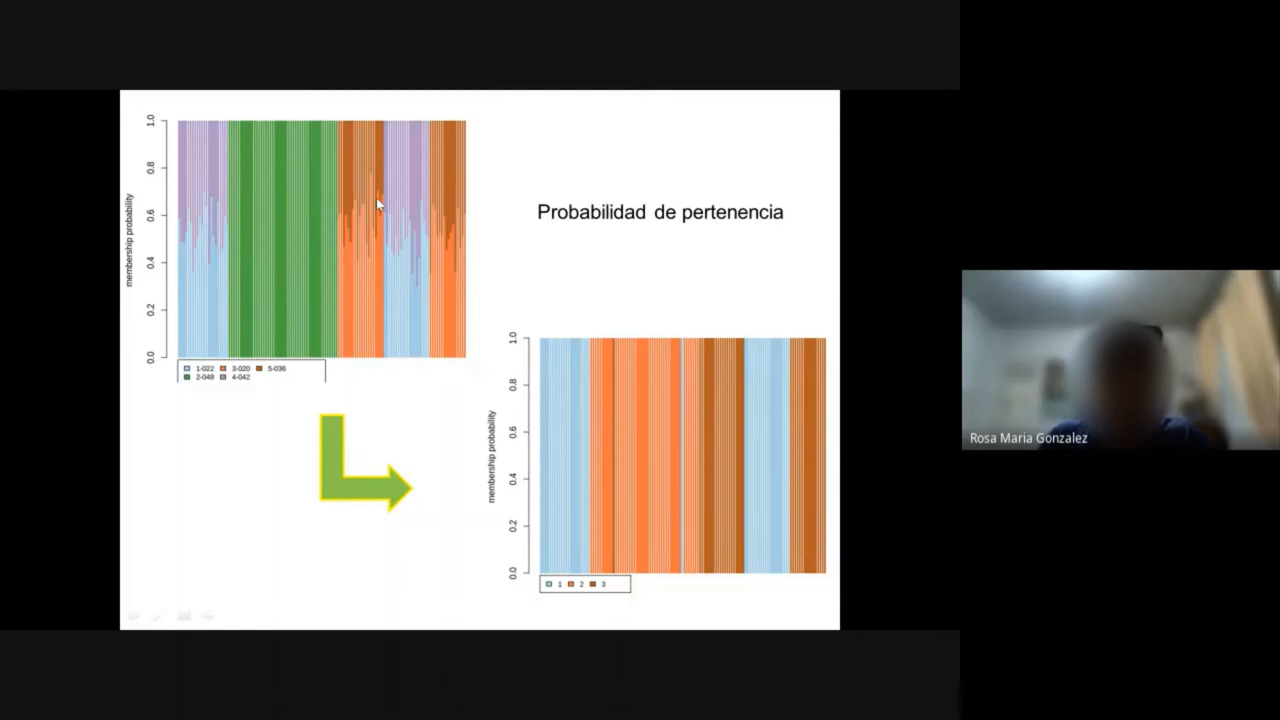 membership probability
1.0
0.8
0.6
0.4
0.2
0.0
1-022 3-020 5-036
2-048 4-042
Probabilidad de pertenencia
membership probability
1.0
0.8
0.6
0.4
0.2
0.0
1 2 3
Rosa Maria Gonzalez